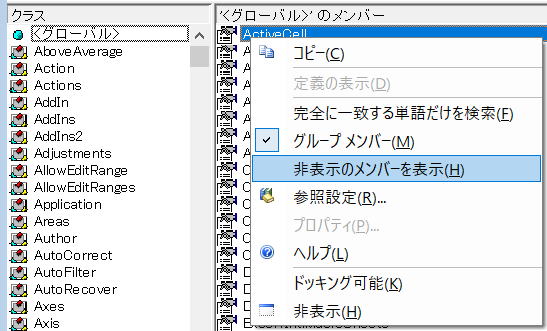 クラス
<グローバル>
AboveAverage
Action
Actions
AddIn
AddIns
AddIns2
Adjustments
AllowEditRange
AllowEditRanges
Application
Areas
Author
AutoCorrect
AutoFilter
AutoRecover
Axes
Axis
'<グローバル>' のメンバー
ActiveCell
コピー(C)
定義の表示(D)
完全に一致する単語だけを検索(F)
グループ メンバー(M)
非表示のメンバーを表示(H)
参照設定(R)...
プロパティ(P)...
ヘルプ(L)
ドッキング可能(K)
非表示(H)